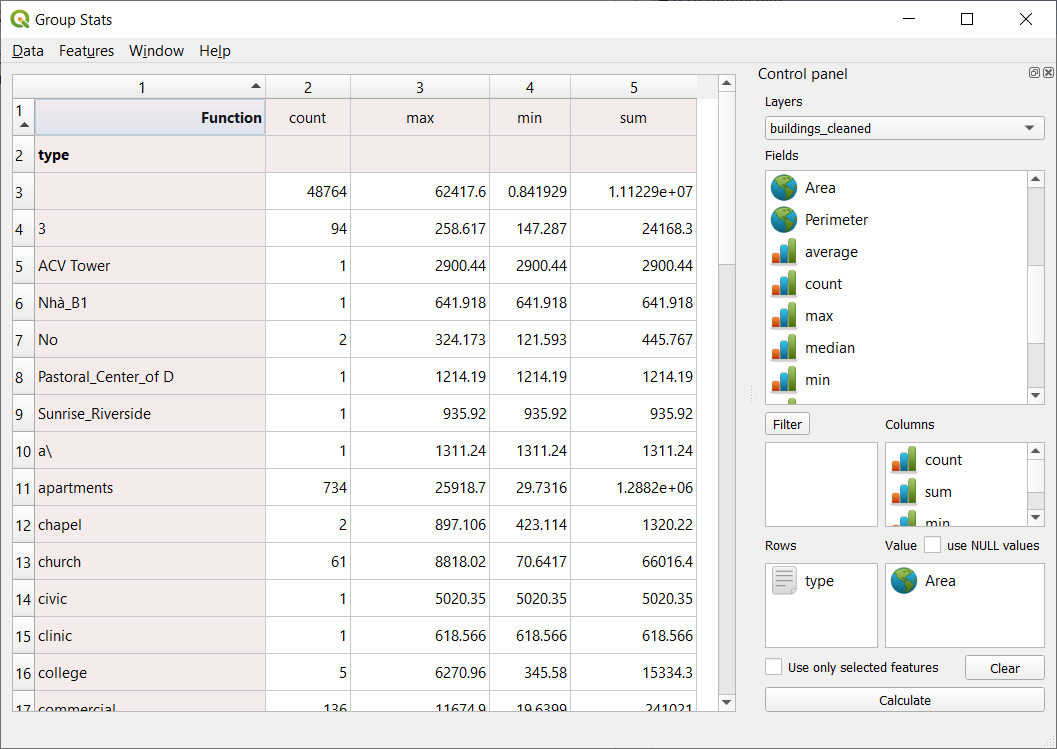 Group Stats
Data Features Window Help
1 2 3 4 5
1 Function count max min sum
2 type
3 48764 62417.6 0.841929 1.11229e+07
4 3 94 258.617 147.287 24168.3
5 ACV Tower 1 2900.44 2900.44 2900.44
6 Nhà_B1 1 641.918 641.918 641.918
7 No 2 324.173 121.593 445.767
8 Pastoral_Center_of D 1 1214.19 1214.19 1214.19
9 Sunrise_Riverside 1 935.92 935.92 935.92
10 a\ 1 1311.24 1311.24 1311.24
11 apartments 734 25918.7 29.7316 1.2882e+06
12 chapel 2 897.106 423.114 1320.22
13 church 61 8818.02 70.6417 66016.4
14 civic 1 5020.35 5020.35 5020.35
15 clinic 1 618.566 618.566 618.566
16 college 5 6270.96 345.58 15334.3
17 commercial 136 11674.9 19.6399 241021
Control panel
Layers
buildings_cleaned
Fields
Area
Perimeter
average
count
max
median
min
Filter Columns
count
sum
min
Rows Value use NULL values
type Area
Use only selected features Clear
Calculate